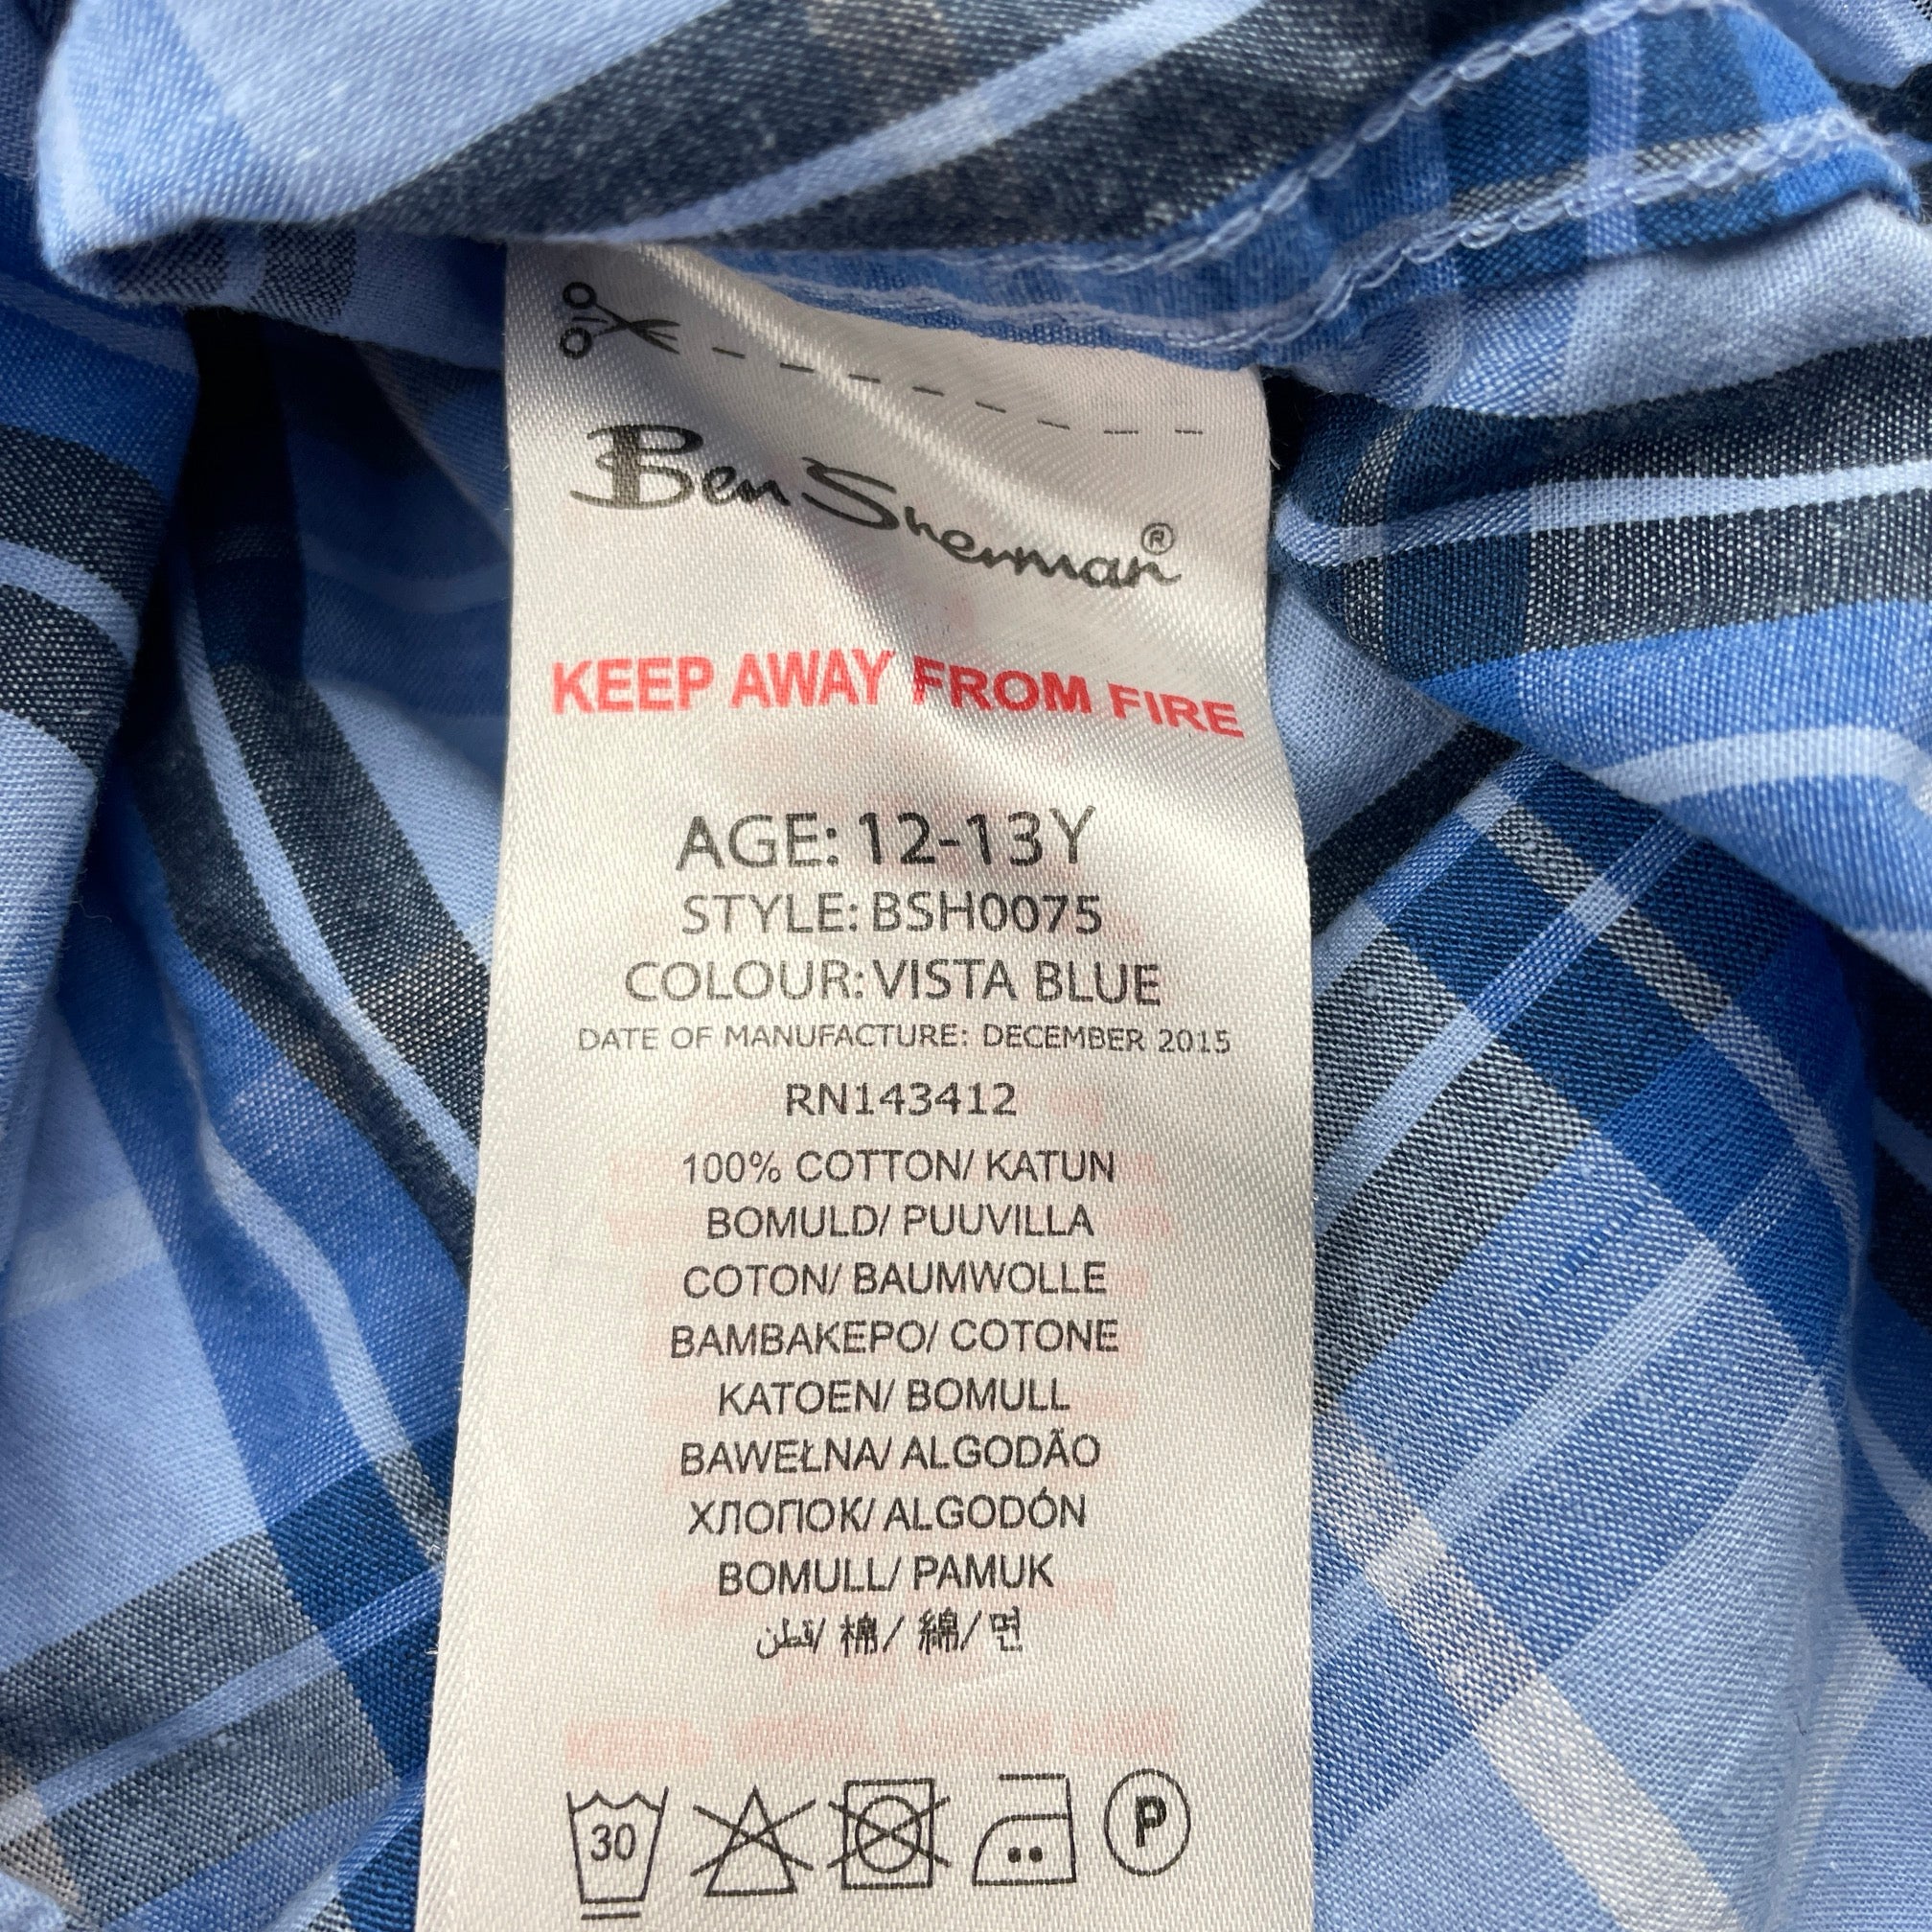 Ben Sherman®
KEEP AWAY FROM FIRE
AGE: 12-13Y
STYLE: BSH0075
COLOUR: VISTA BLUE
DATE OF MANUFACTURE: DECEMBER 2015
RN143412
100% COTTON/ KATUN
BOMULD/ PUUVILLA
COTON/ BAUMWOLLE
ΒΑΜΒΑΚΕΡΟ/ COTONE
KATOEN/ BOMULL
BAWEŁNA/ ALGODÃO
ХЛОПОК/ ALGODÓN
BOMULL/ PAMUK
قطن/ 棉/ 綿/ 면
30 P